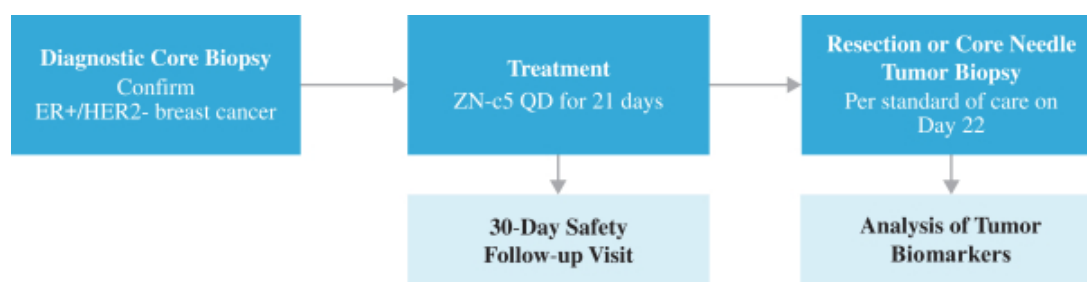 Diagnostic Core Biopsy
Confirm
ER+/HER2- breast cancer
Treatment
ZN-c5 QD for 21 days
Resection or Core Needle
Tumor Biopsy
Per standard of care on
Day 22
30-Day Safety
Follow-up Visit
Analysis of Tumor
Biomarkers